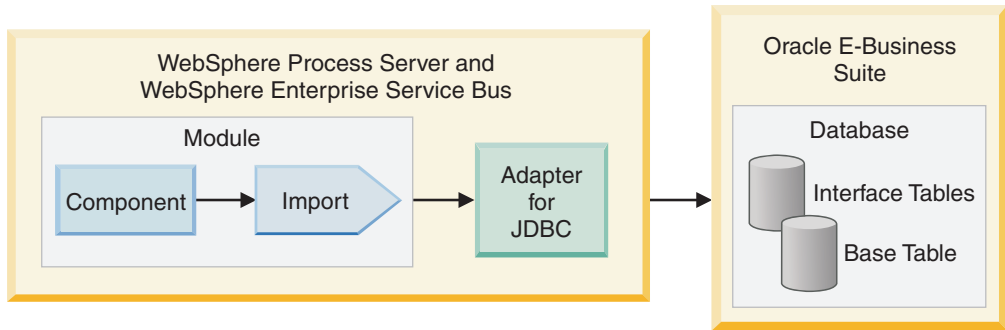 WebSphere Process Server and
WebSphere Enterprise Service Bus
Module
Component
Import
Adapter
for
JDBC
Oracle E-Business
Suite
Database
Interface Tables
Base Table